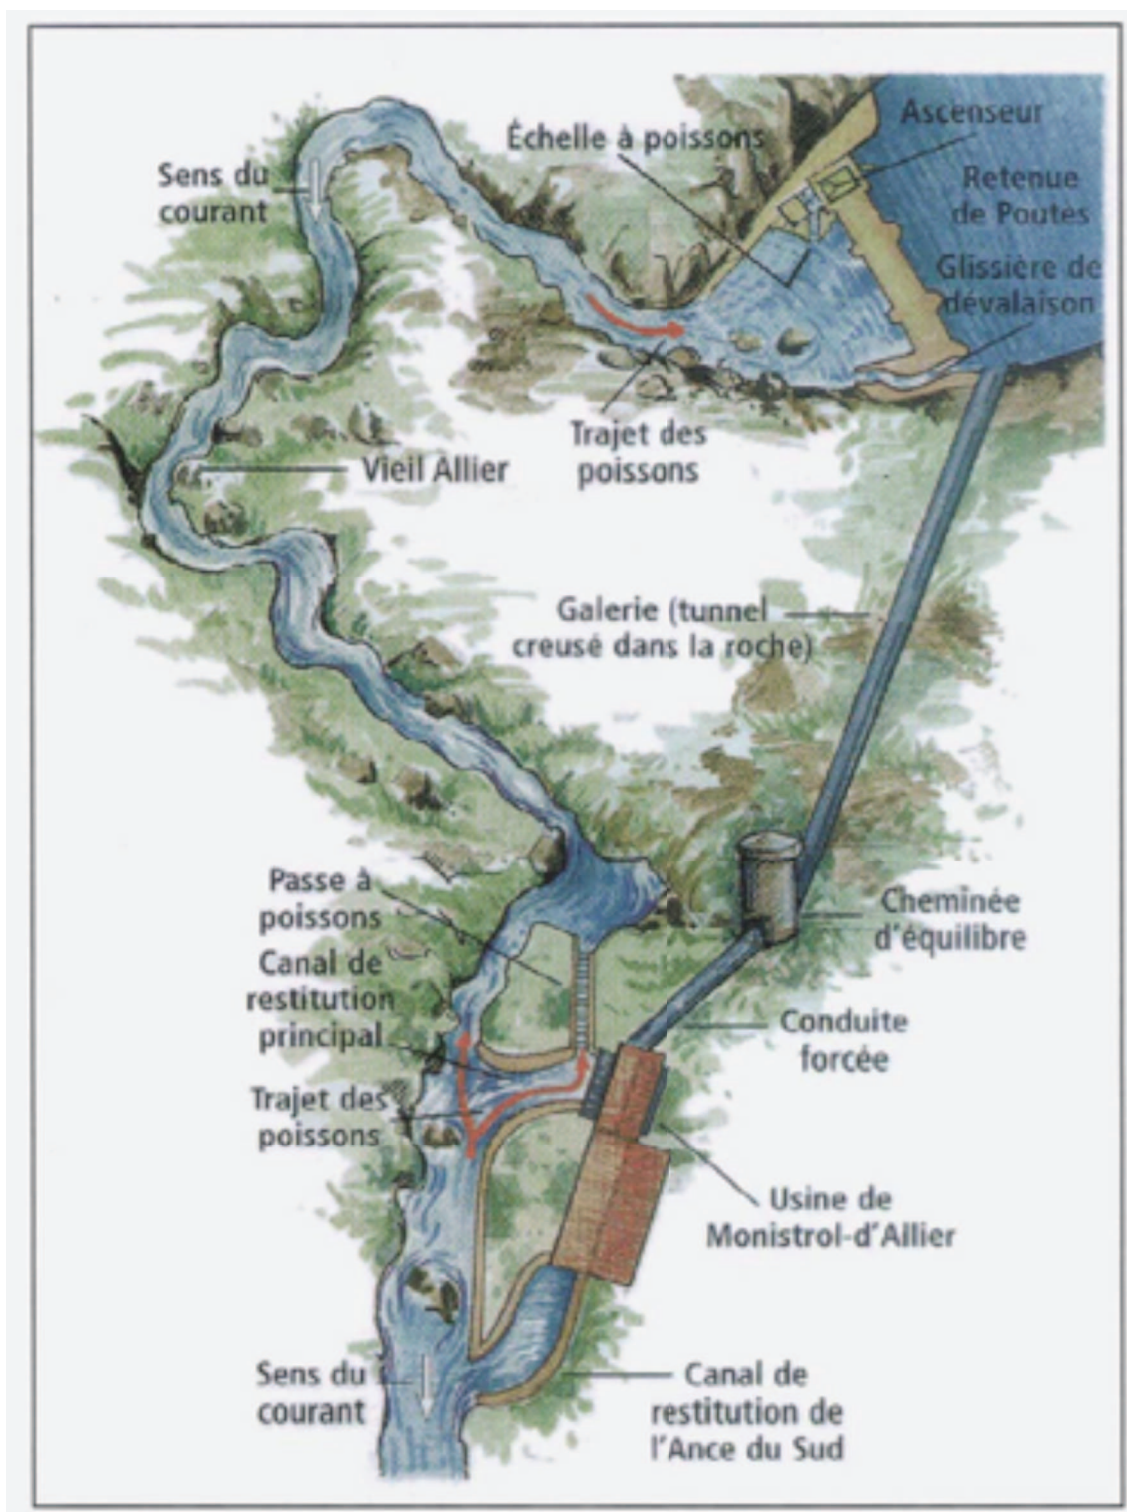 Ascenseur
Échelle à poissons
Sens du
courant
Retenue
de Poutès
Glissière de
dévalaison
Trajet des
poissons
Vieil Allier
Galerie (tunnel
creusé dans la roche)
Passe à
poissons
Cheminée
d'équilibre
Canal de
restitution
principal
Conduite
forcée
Trajet des
poissons
Usine de
Monistrol-d'Allier
Sens du
courant
Canal de
restitution de
l'Ance du Sud